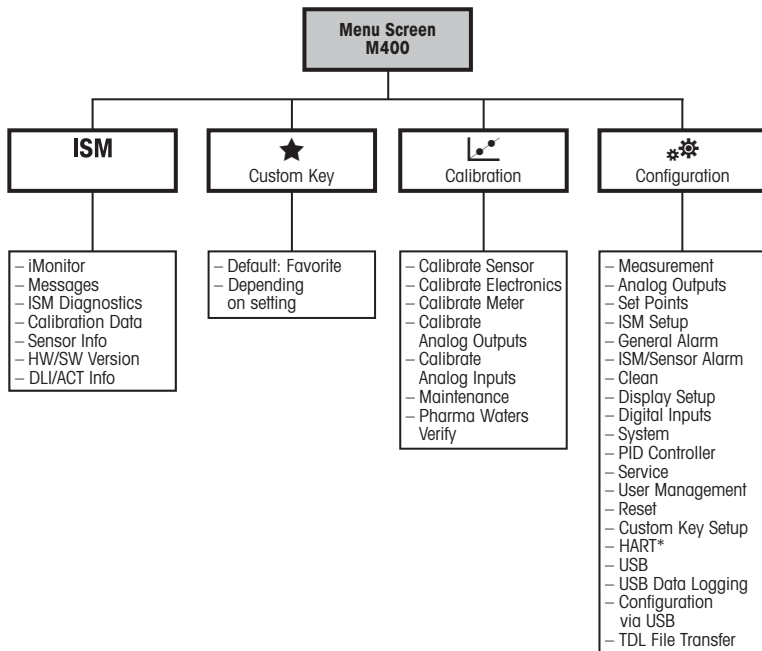 Menu Screen
M400
ISM
Custom Key
Calibration
Configuration
– iMonitor
– Messages
– ISM Diagnostics
– Calibration Data
– Sensor Info
– HW/SW Version
– DLI/ACT Info
– Default: Favorite
– Depending
on setting
– Calibrate Sensor
– Calibrate Electronics
– Calibrate Meter
– Calibrate
Analog Outputs
– Calibrate
Analog Inputs
– Maintenance
– Pharma Waters
Verify
– Measurement
– Analog Outputs
– Set Points
– ISM Setup
– General Alarm
– ISM/Sensor Alarm
– Clean
– Display Setup
– Digital Inputs
– System
– PID Controller
– Service
– User Management
– Reset
– Custom Key Setup
– HART*
– USB
– USB Data Logging
– Configuration
via USB
– TDL File Transfer